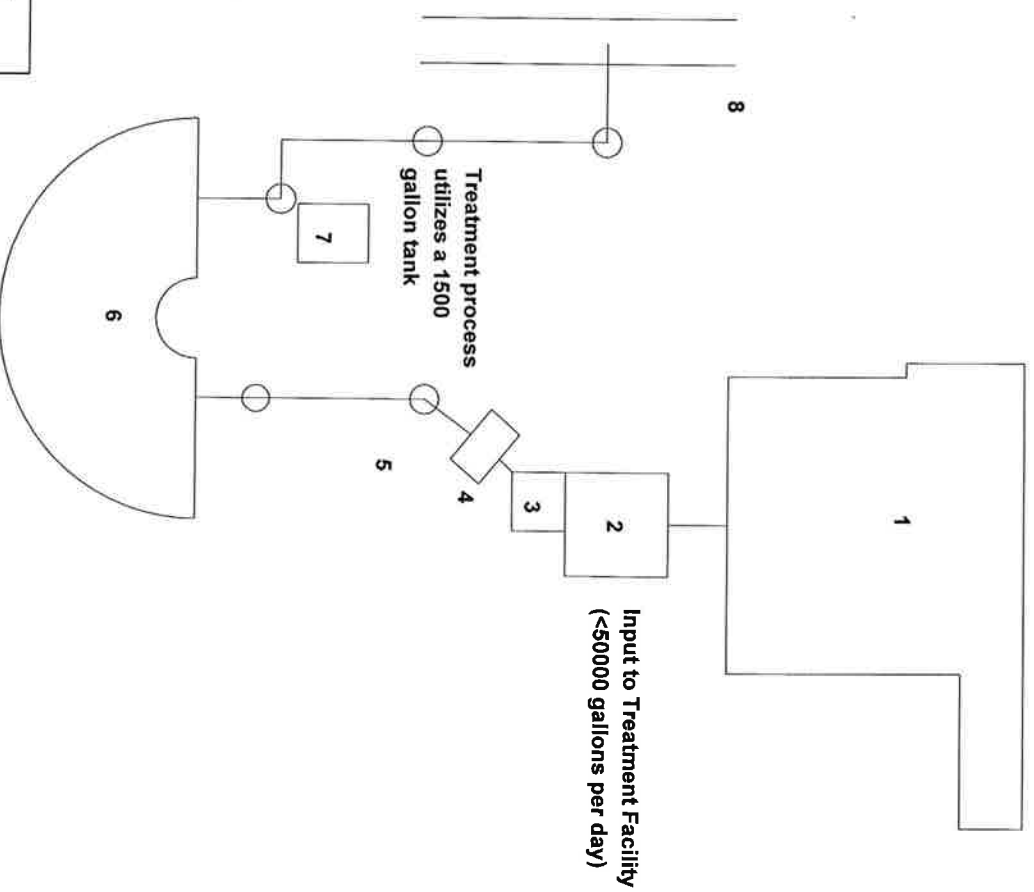 1
8
Input to Treatment Facility
(<50000 gallons per day)
2
3
Treatment process
utilizes a 1500
gallon tank
4
5
7
6